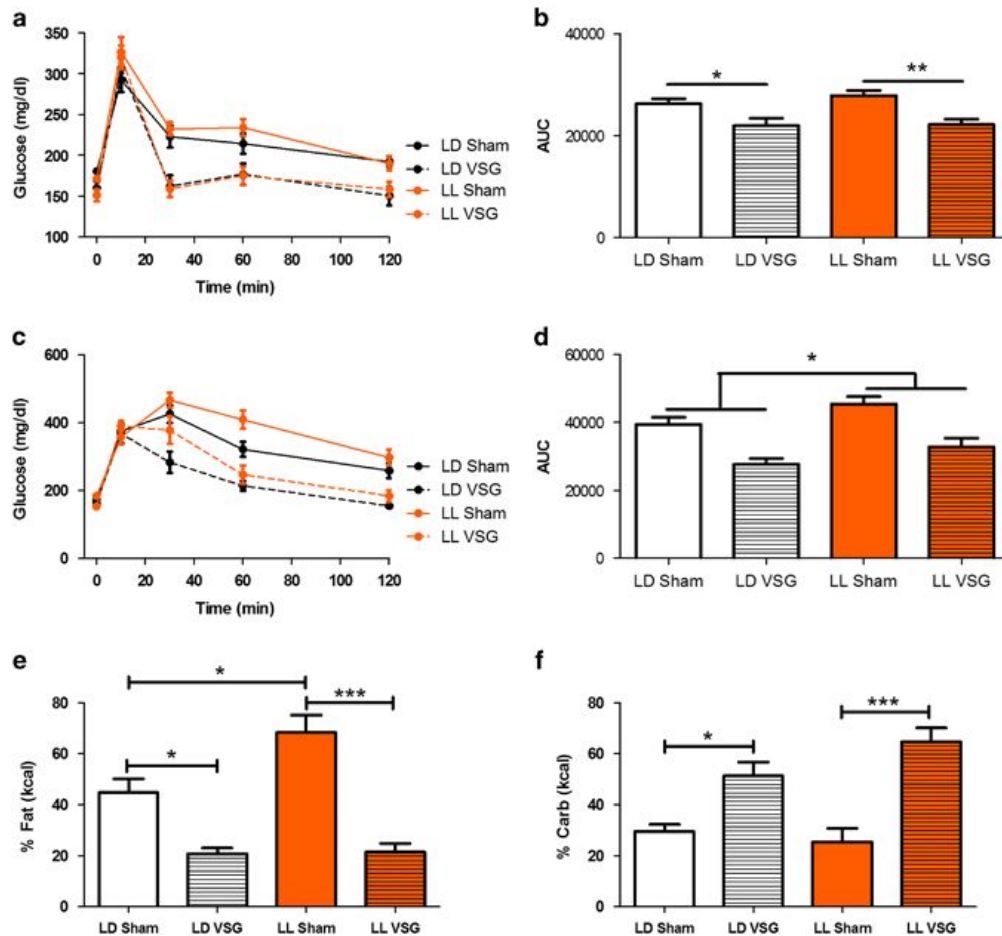 a
350
300
250
200
150
100
Glucose (mg/dl)
0 20 40 60 80 100 120
Time (min)
LD Sham
LD VSG
LL Sham
LL VSG
b
40000
20000
0
AUC
*
**
LD Sham LD VSG LL Sham LL VSG
c
600
400
200
0
Glucose (mg/dl)
0 20 40 60 80 100 120
Time (min)
LD Sham
LD VSG
LL Sham
LL VSG
d
60000
40000
20000
0
AUC
*
LD Sham LD VSG LL Sham LL VSG
e
80
60
40
20
0
% Fat (kcal)
*
***
*
LD Sham LD VSG LL Sham LL VSG
f
80
60
40
20
0
% Carb (kcal)
***
*
LD Sham LD VSG LL Sham LL VSG